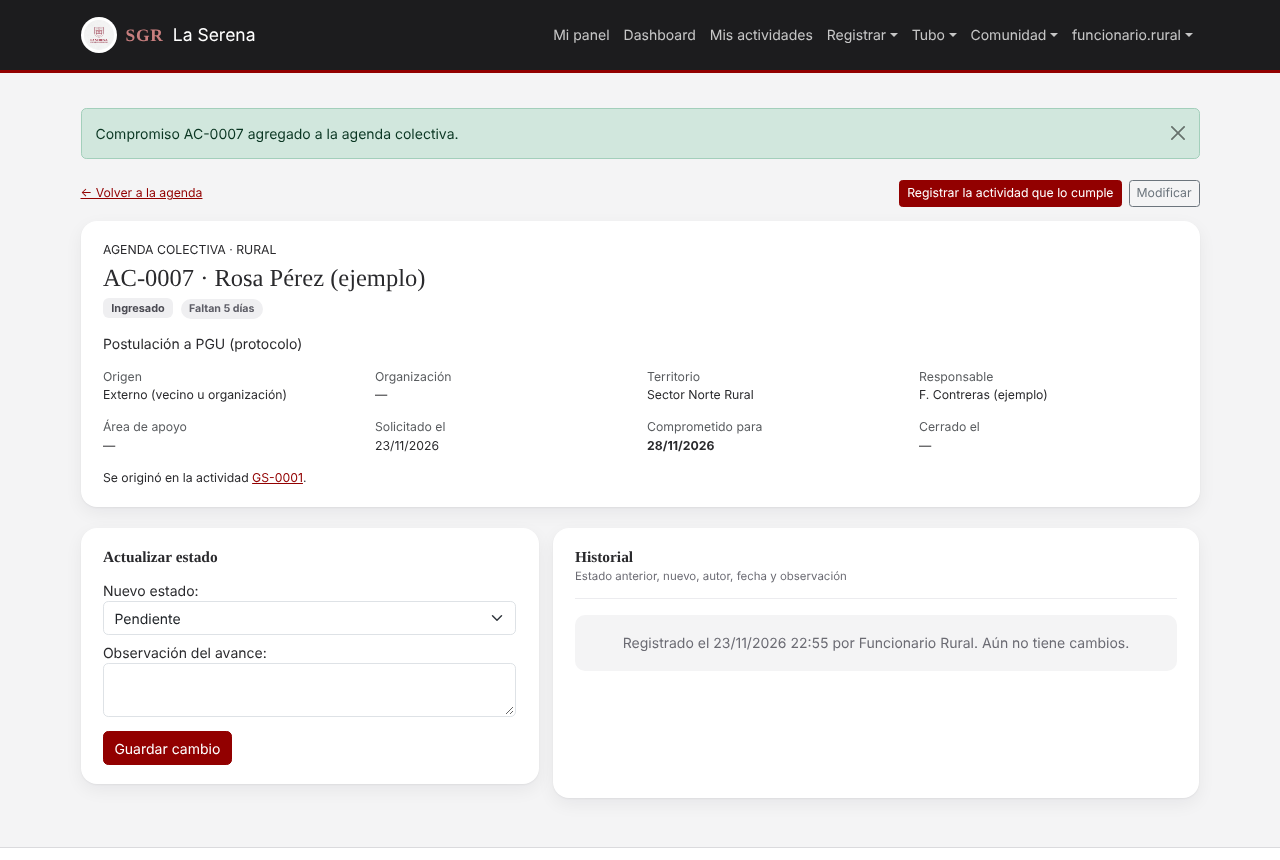 SGR La Serena
Mi panel Dashboard Mis actividades Registrar Tubo Comunidad funcionario.rural
Compromiso AC-0007 agregado a la agenda colectiva.
← Volver a la agenda
Registrar la actividad que lo cumple Modificar
AGENDA COLECTIVA · RURAL
AC-0007 · Rosa Pérez (ejemplo)
Ingresado Faltan 5 días
Postulación a PGU (protocolo)
Origen Organización Territorio Responsable
Externo (vecino u organización) — Sector Norte Rural F. Contreras (ejemplo)
Área de apoyo Solicitado el Comprometido para Cerrado el
— 23/11/2026 28/11/2026 —
Se originó en la actividad GS-0001.
Actualizar estado
Nuevo estado:
Pendiente
Observación del avance:
Guardar cambio
Historial
Estado anterior, nuevo, autor, fecha y observación
Registrado el 23/11/2026 22:55 por Funcionario Rural. Aún no tiene cambios.